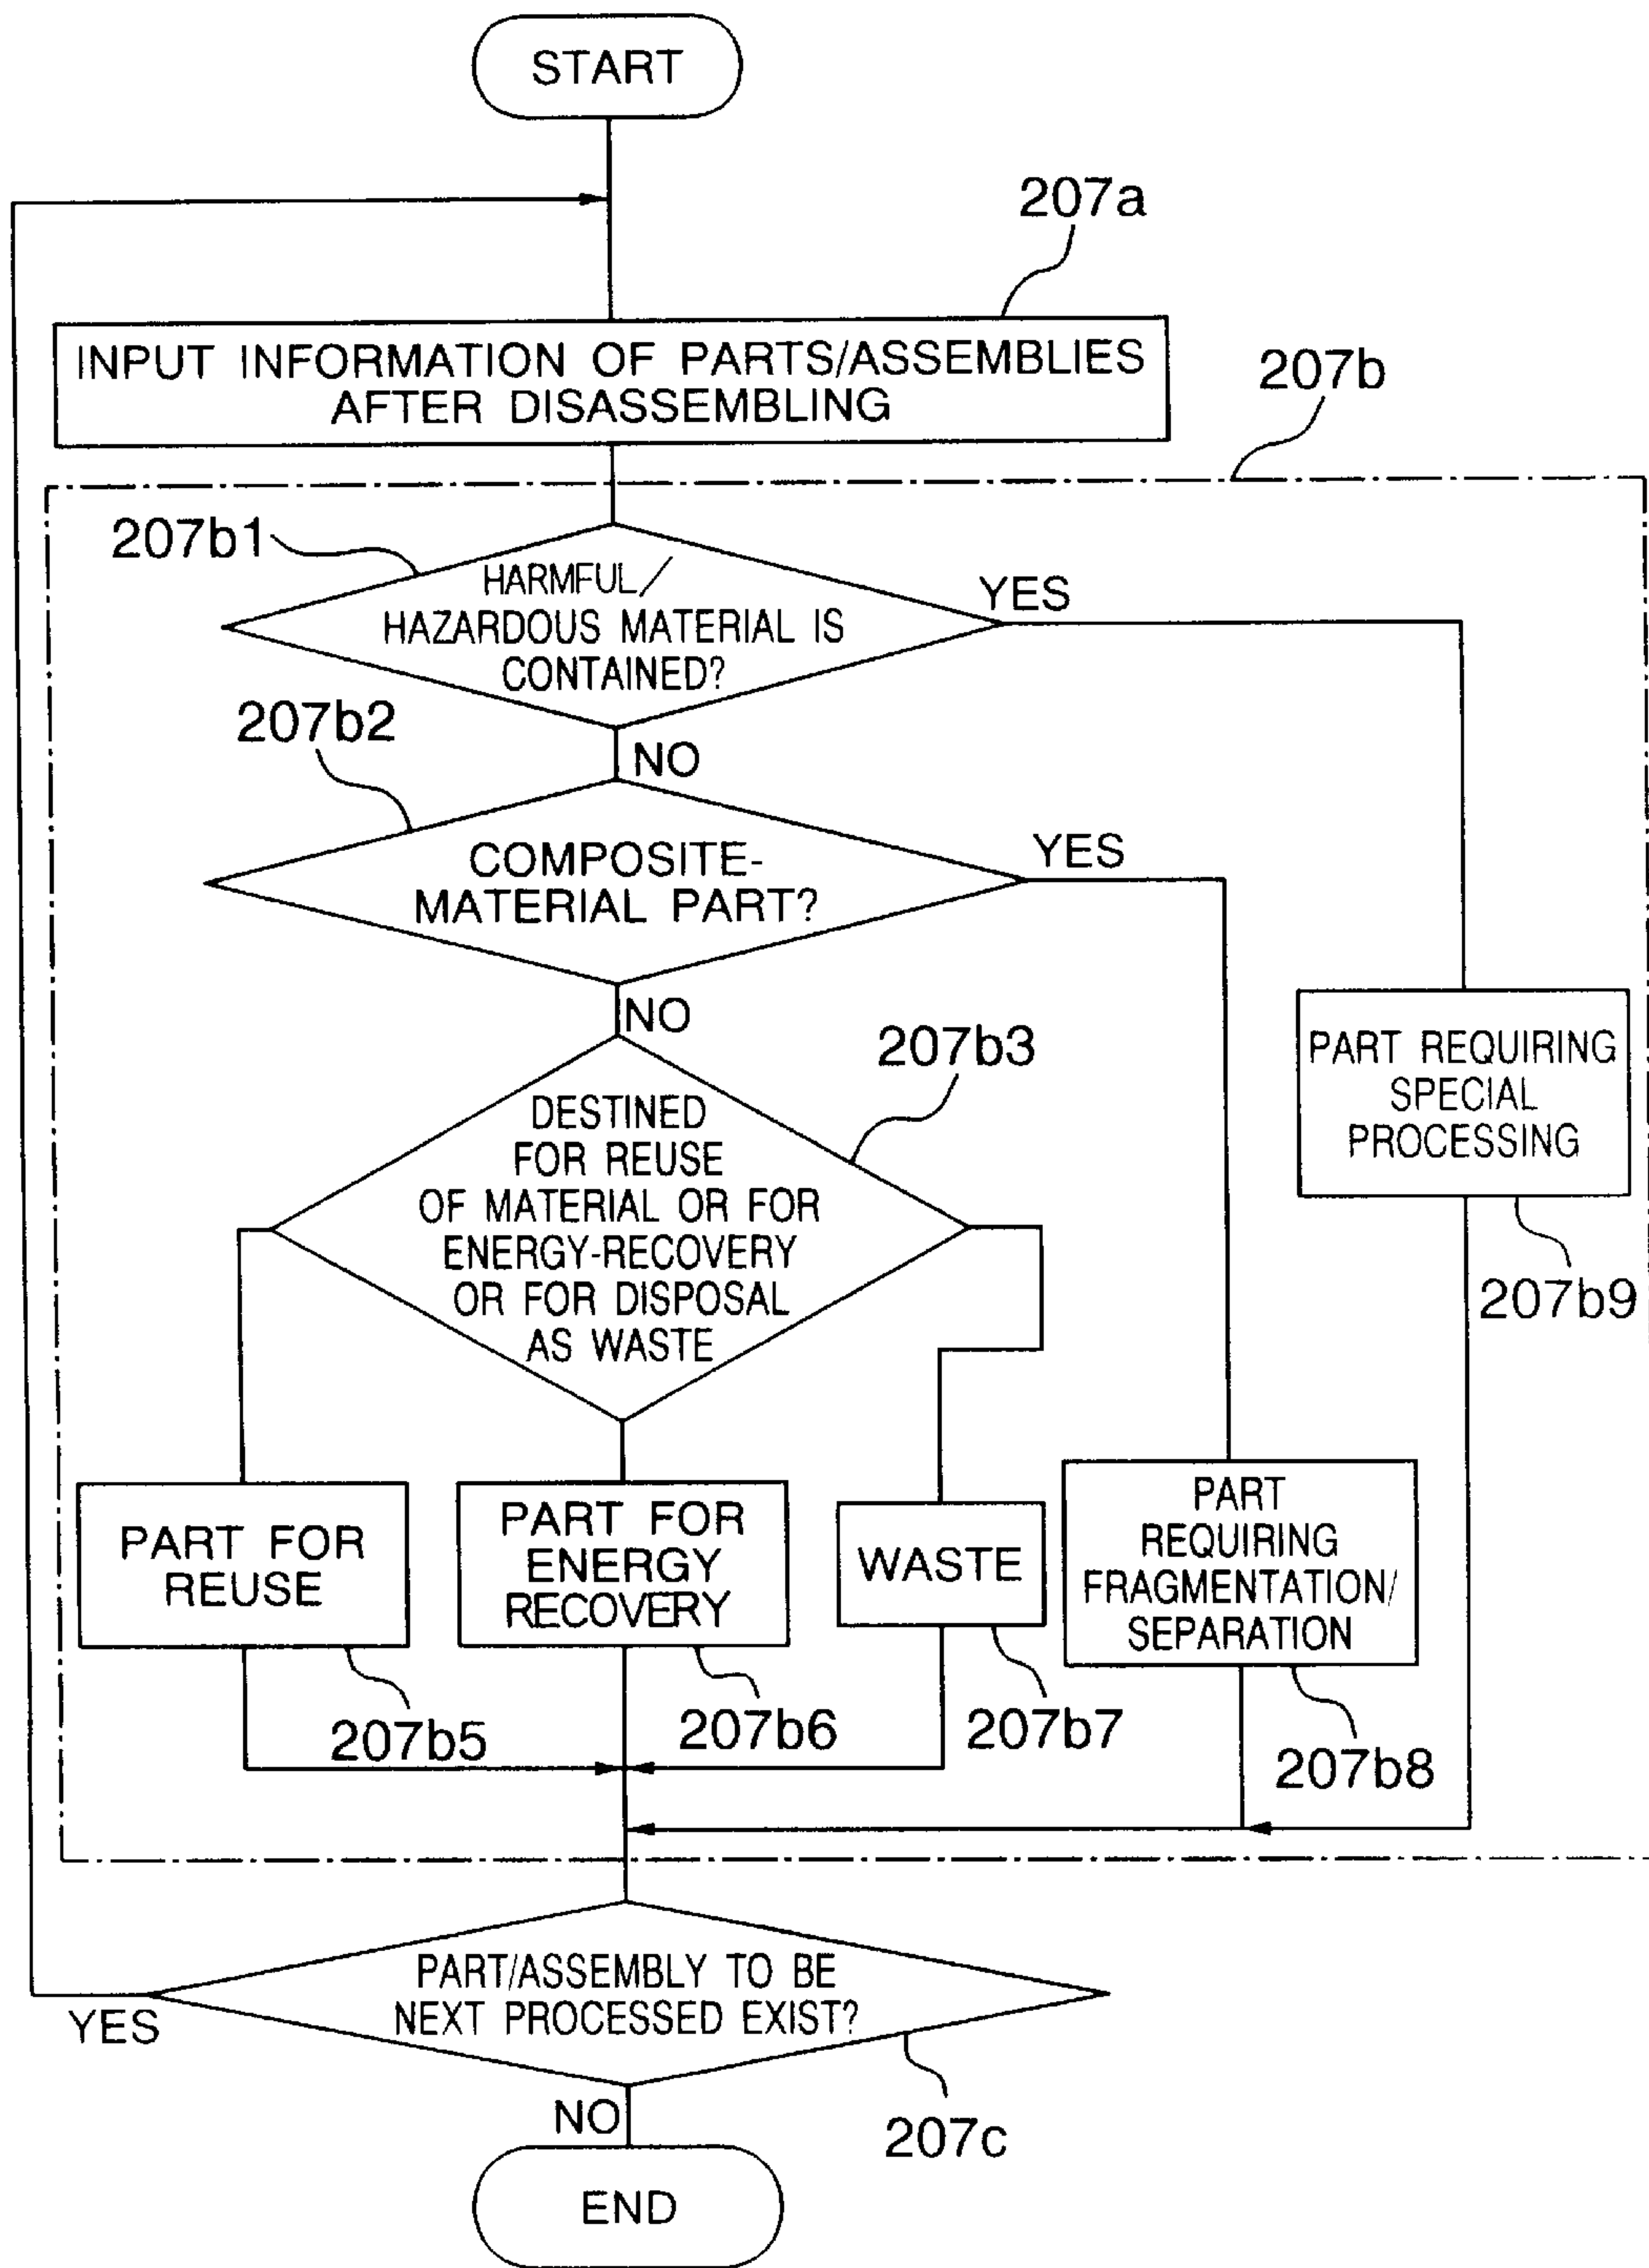 START
207a
INPUT INFORMATION OF PARTS/ASSEMBLIES
AFTER DISASSEMBLING
207b
207b1
HARMFUL/
HAZARDOUS MATERIAL IS
CONTAINED?
YES
207b2
NO
COMPOSITE-
MATERIAL PART?
YES
NO
207b3
DESTINED
FOR REUSE
OF MATERIAL OR FOR
ENERGY-RECOVERY
OR FOR DISPOSAL
AS WASTE
PART REQUIRING
SPECIAL
PROCESSING
207b9
PART FOR
REUSE
PART FOR
ENERGY
RECOVERY
WASTE
PART
REQUIRING
FRAGMENTATION/
SEPARATION
207b5
207b6
207b7
207b8
PART/ASSEMBLY TO BE
NEXT PROCESSED EXIST?
YES
NO
207c
END